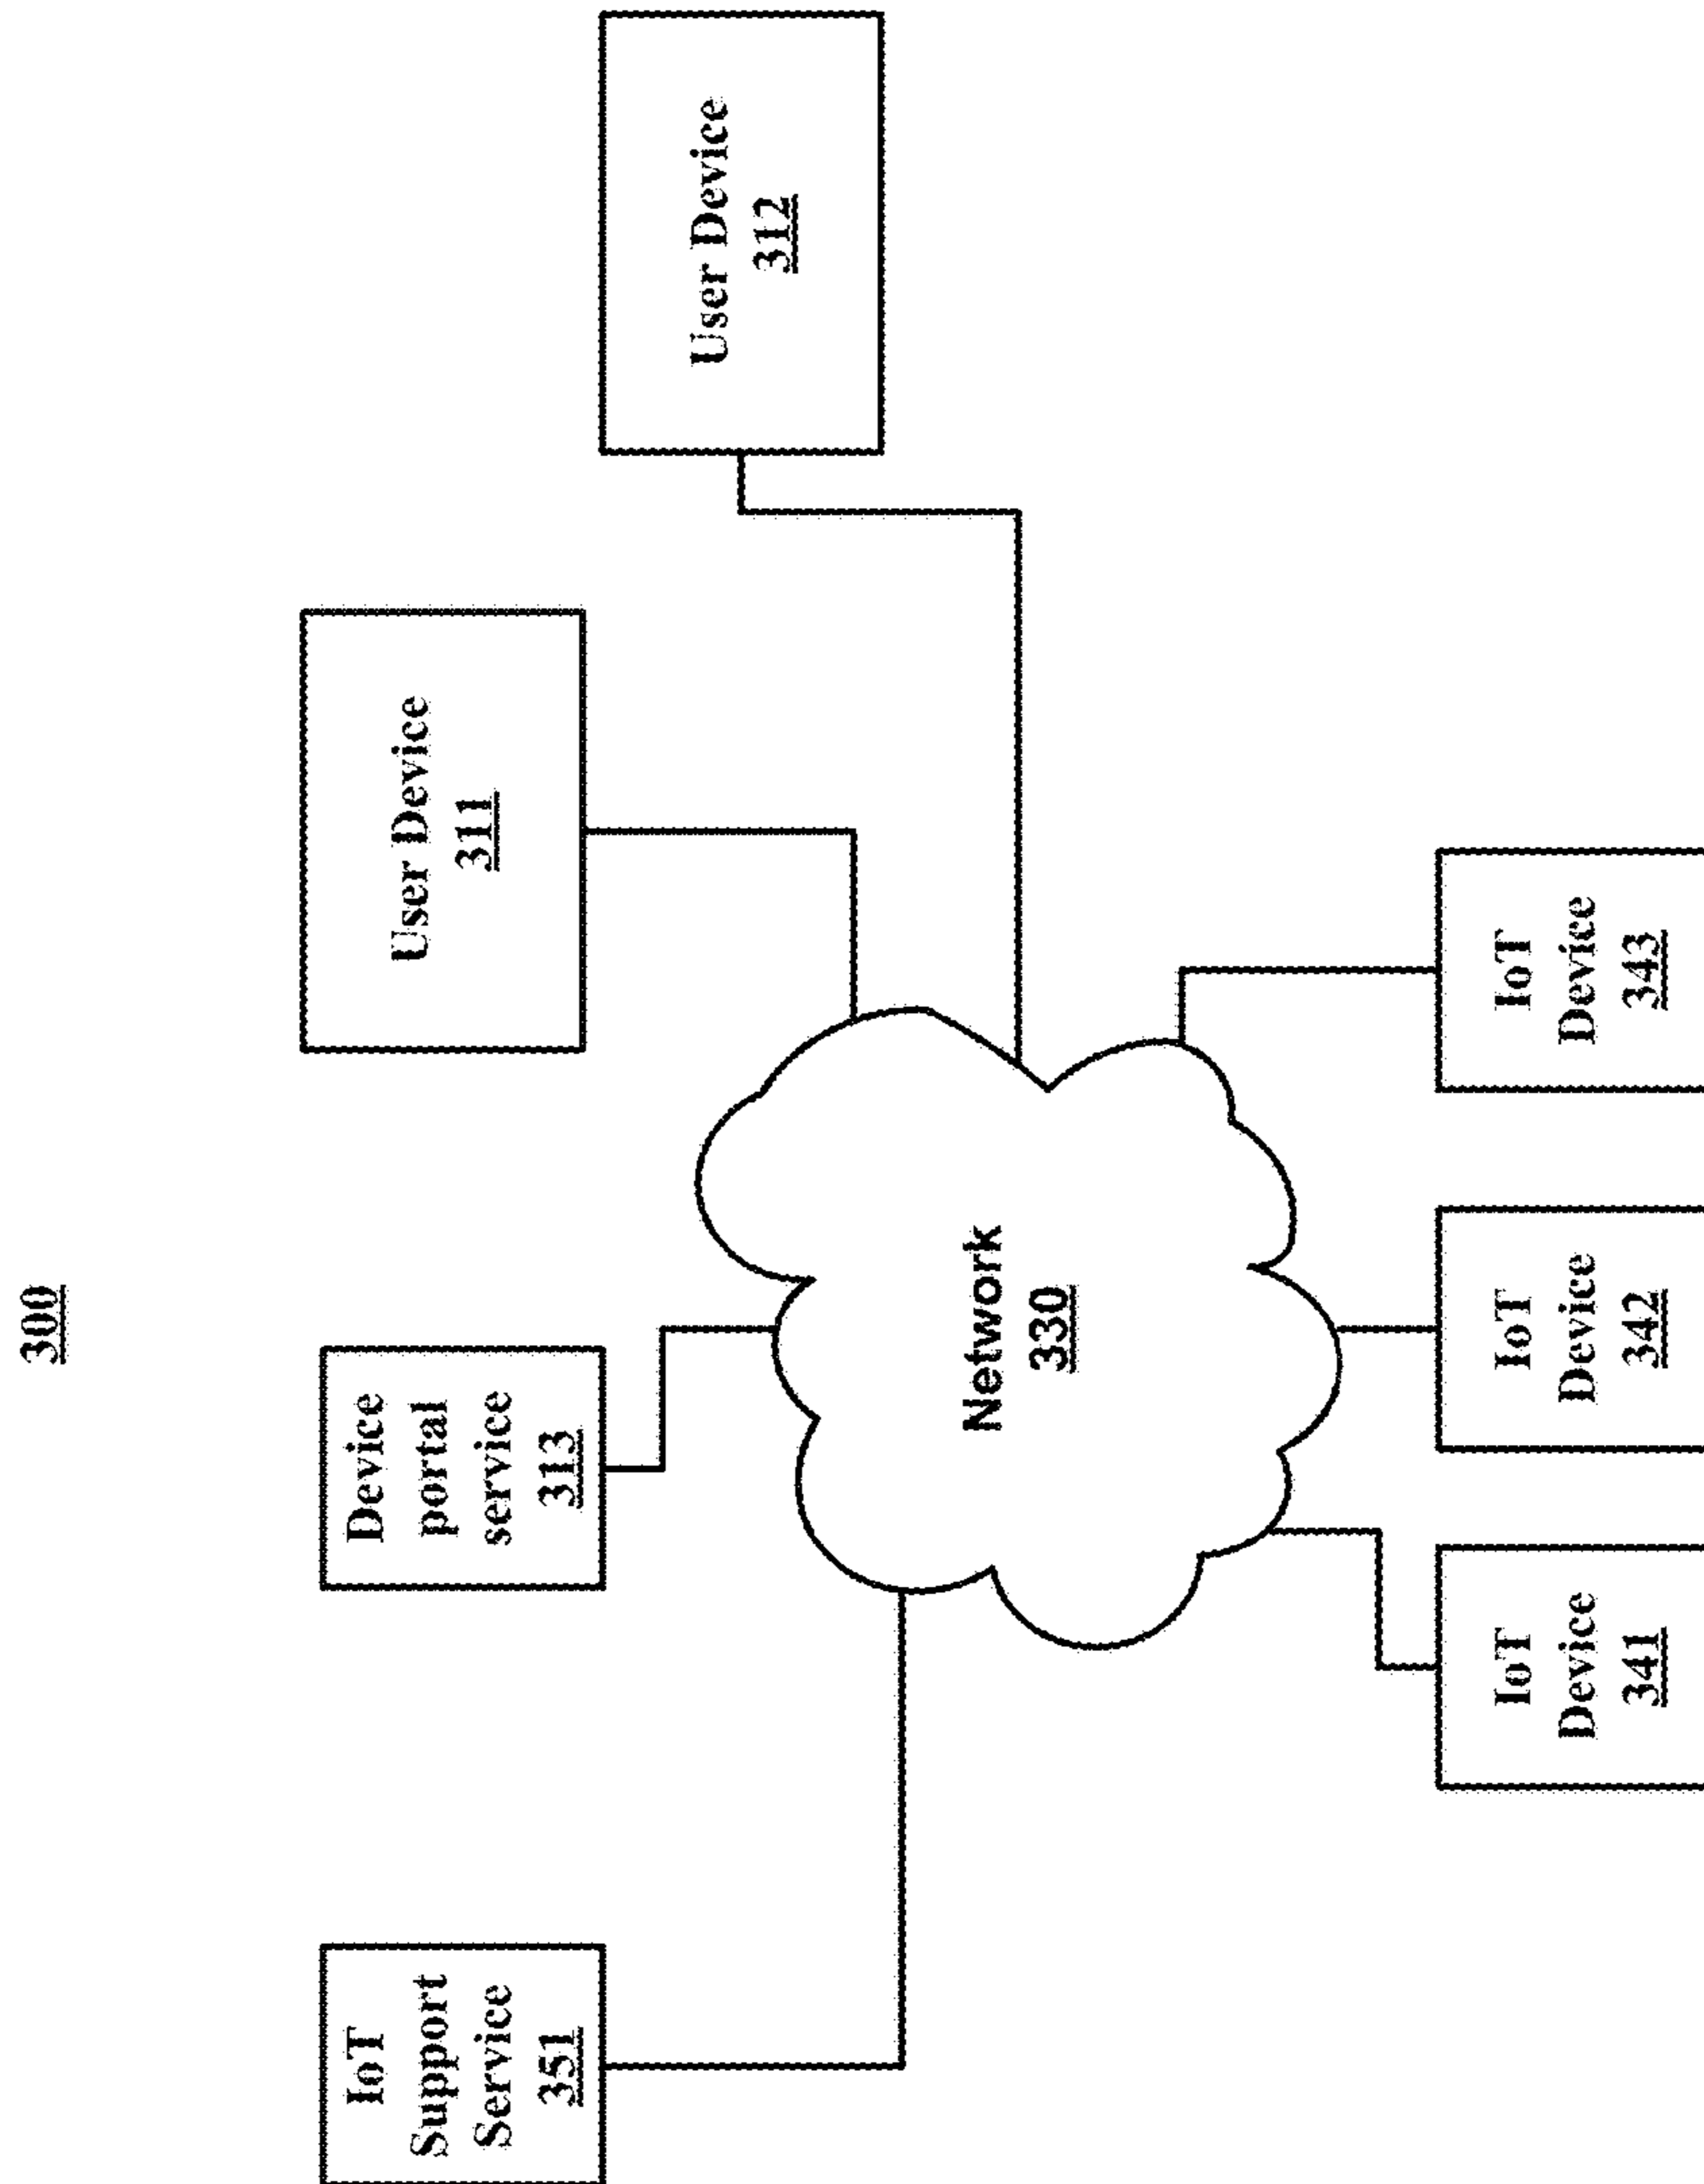 300
IoT
Support
Service
351
Device
portal
service
313
User Device
311
User Device
312
Network
330
IoT
Device
341
IoT
Device
342
IoT
Device
343